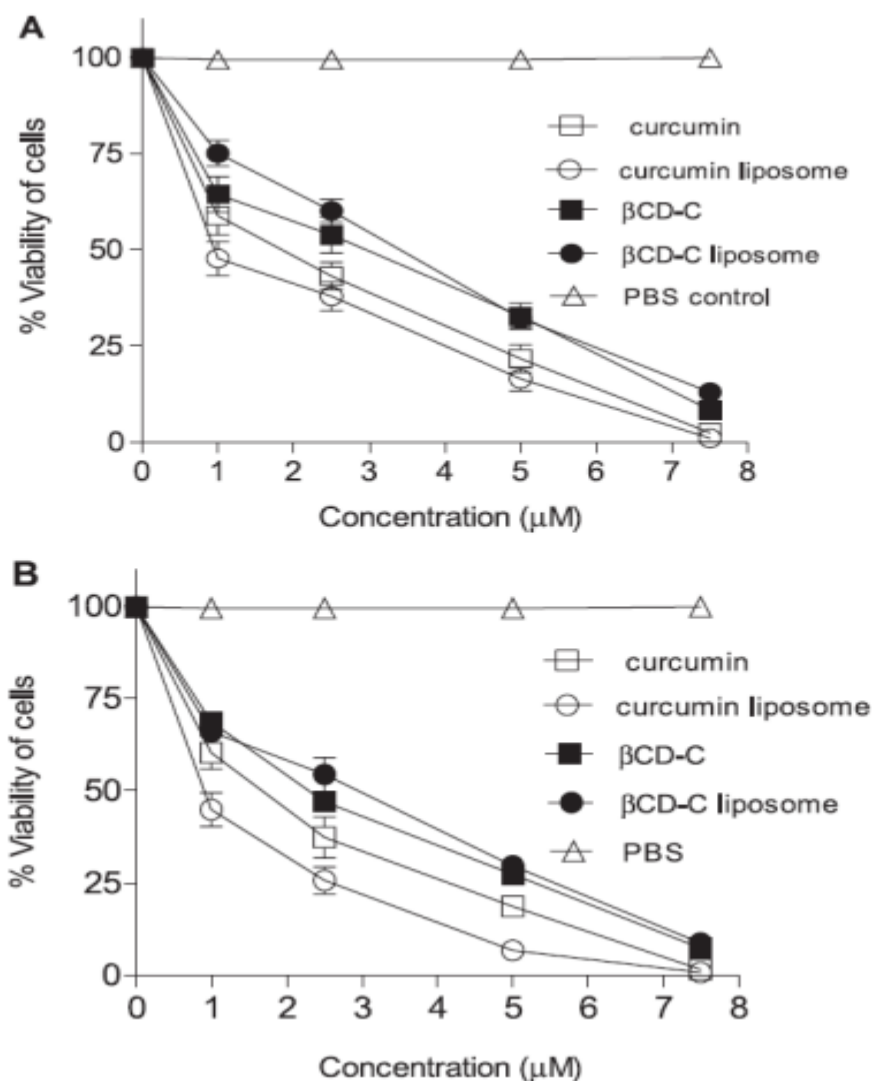 A
% Viability of cells
100
75
50
25
0
0 1 2 3 4 5 6 7 8
Concentration (μM)
curcumin
curcumin liposome
βCD-C
βCD-C liposome
PBS control
B
% Viability of cells
100
75
50
25
0
0 1 2 3 4 5 6 7 8
Concentration (μM)
curcumin
curcumin liposome
βCD-C
βCD-C liposome
PBS